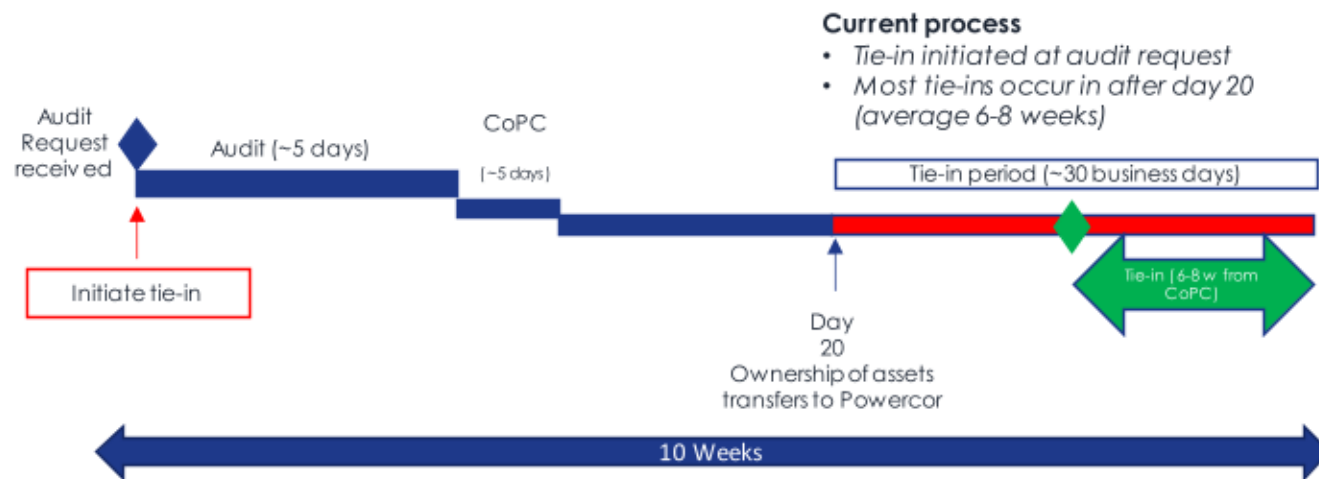 Current process
• Tie-in initiated at audit request
• Most tie-ins occur in after day 20
(average 6-8 weeks)
Audit
Request
received
Audit (~5 days)
CoPC
(~5 days)
Tie-in period (~30 business days)
Initiate tie-in
Tie-in (6-8 w from
CoPC)
Day
20
Ownership of assets
transfers to Powercor
10 Weeks